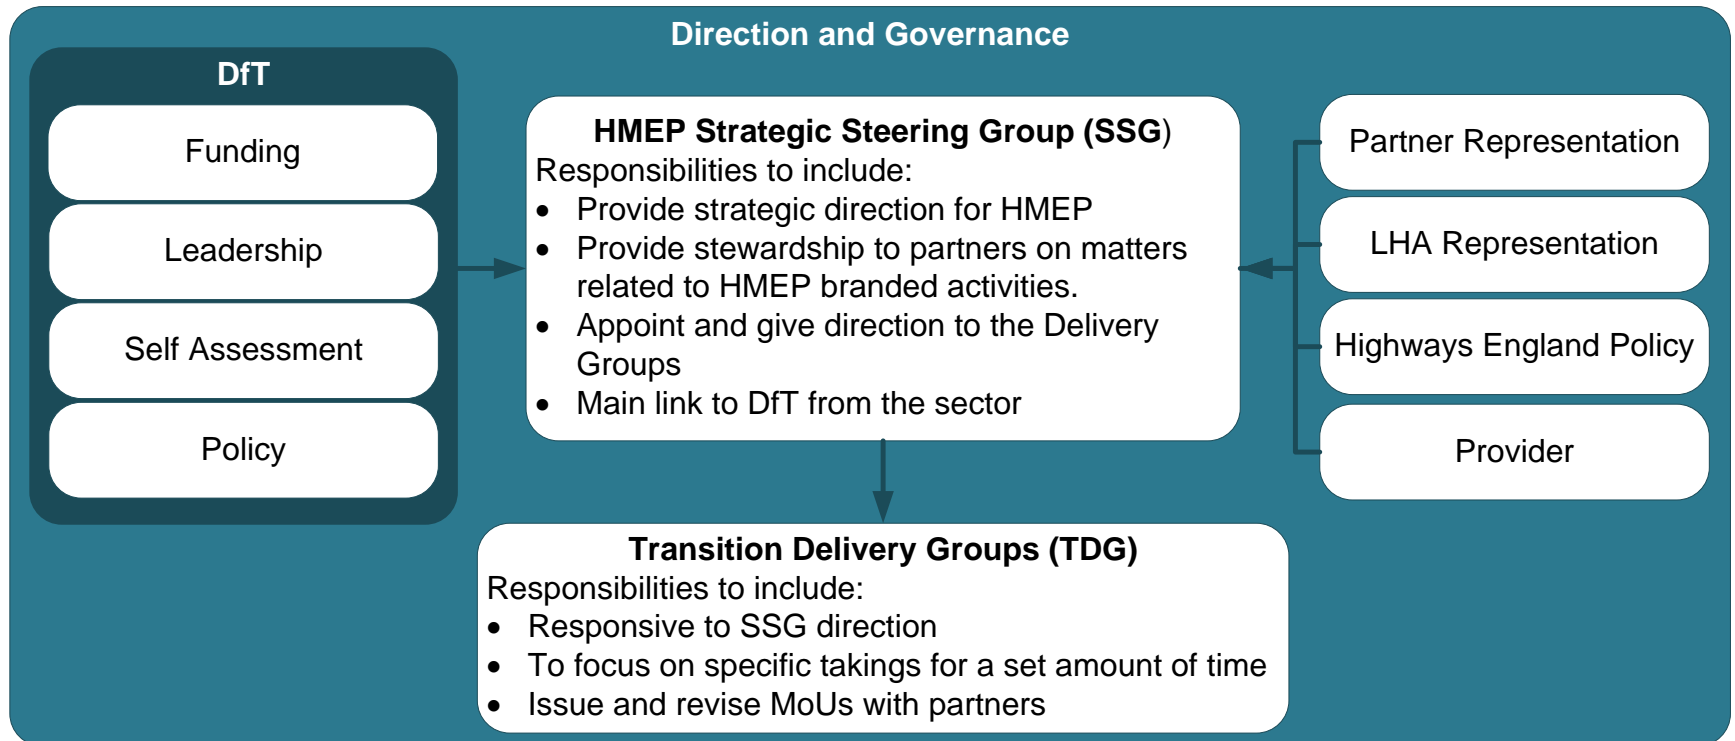 Direction and Governance
DfT
Funding
Leadership
Self Assessment
Policy
HMEP Strategic Steering Group (SSG)
Responsibilities to include:
• Provide strategic direction for HMEP
• Provide stewardship to partners on matters
related to HMEP branded activities.
• Appoint and give direction to the Delivery
Groups
• Main link to DfT from the sector
Partner Representation
LHA Representation
Highways England Policy
Provider
Transition Delivery Groups (TDG)
Responsibilities to include:
• Responsive to SSG direction
• To focus on specific takings for a set amount of time
• Issue and revise MoUs with partners